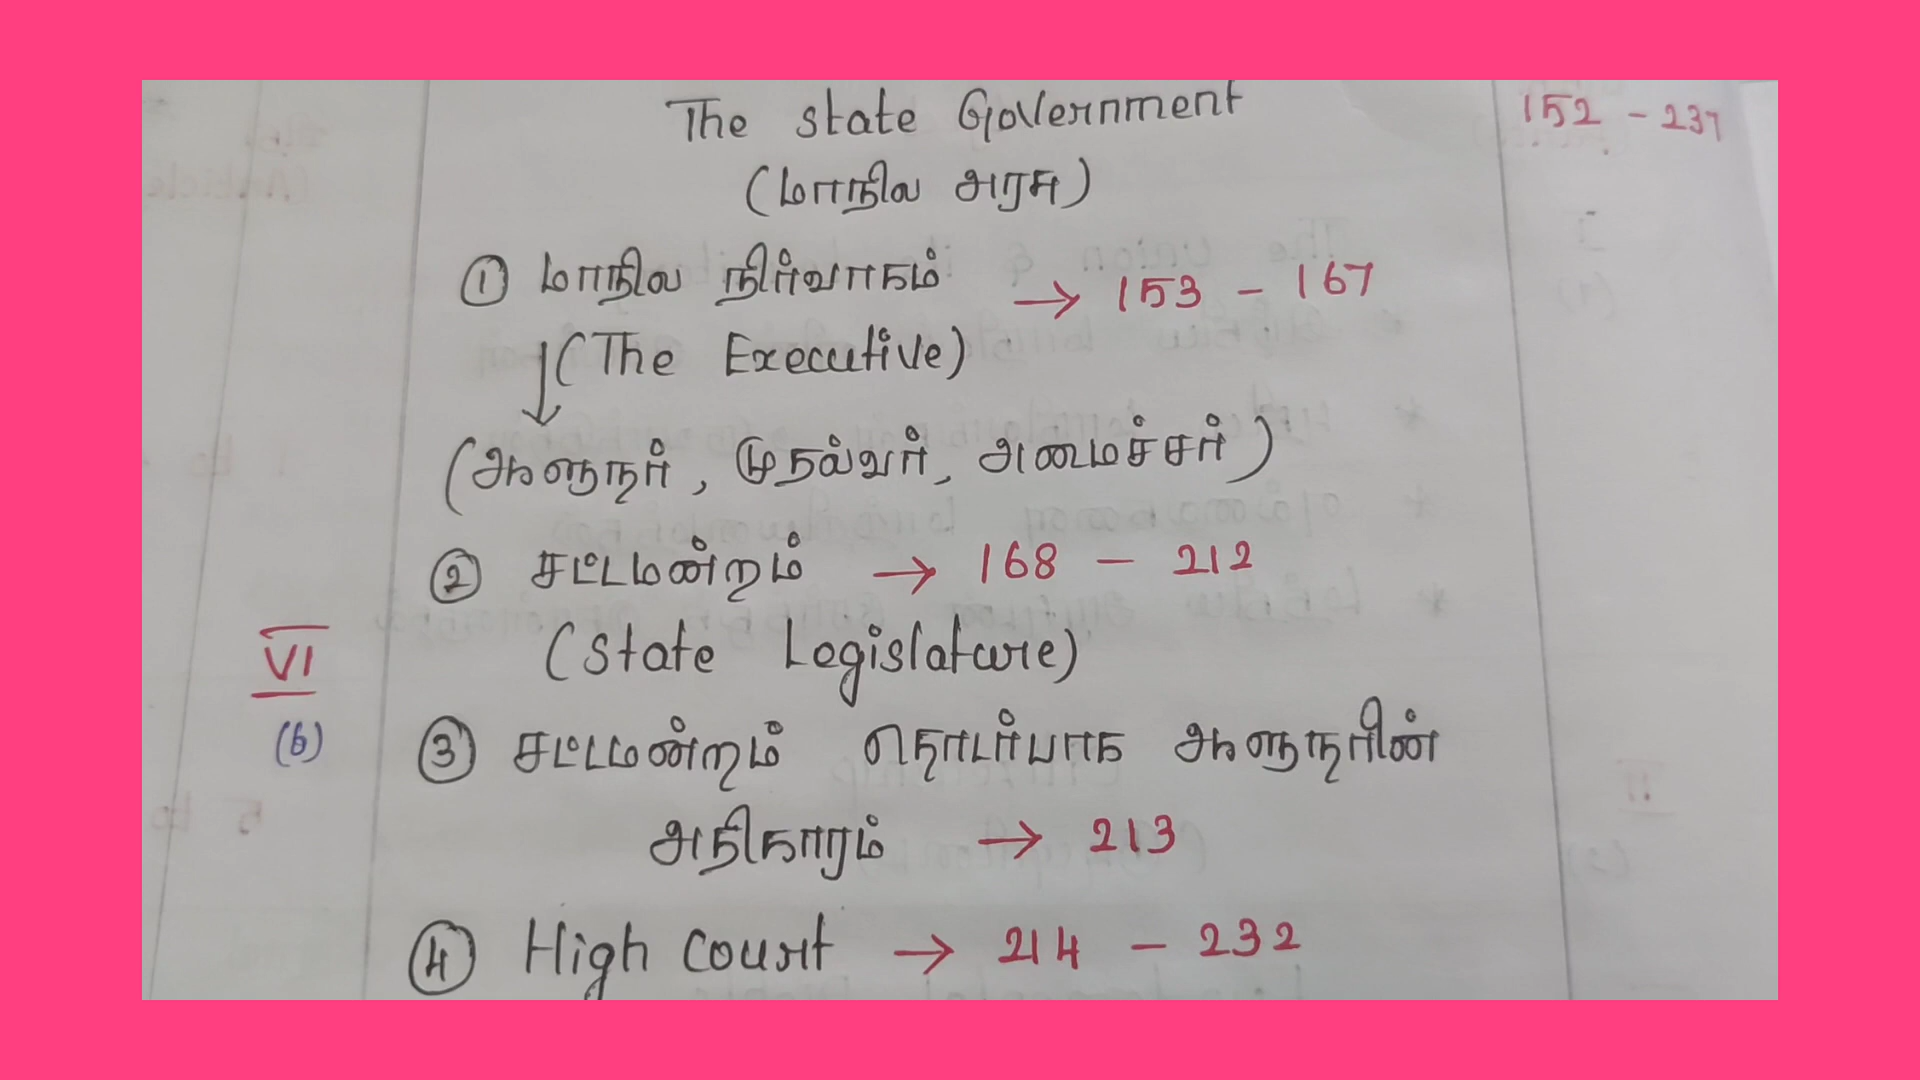 The state Government
(மாநில அரசு)
152 - 237
① மாநில நிர்வாகம் → 153 - 167
↓(The Executive)
(ஆளுநர், முதல்வர், அமைச்சர்)
② சட்டமன்றம் → 168 - 212
(State Legislature)
VI
(6)
③ சட்டமன்றம் தொடர்பாக ஆளுநரின்
அதிகாரம் → 213
④ High court → 214 - 232